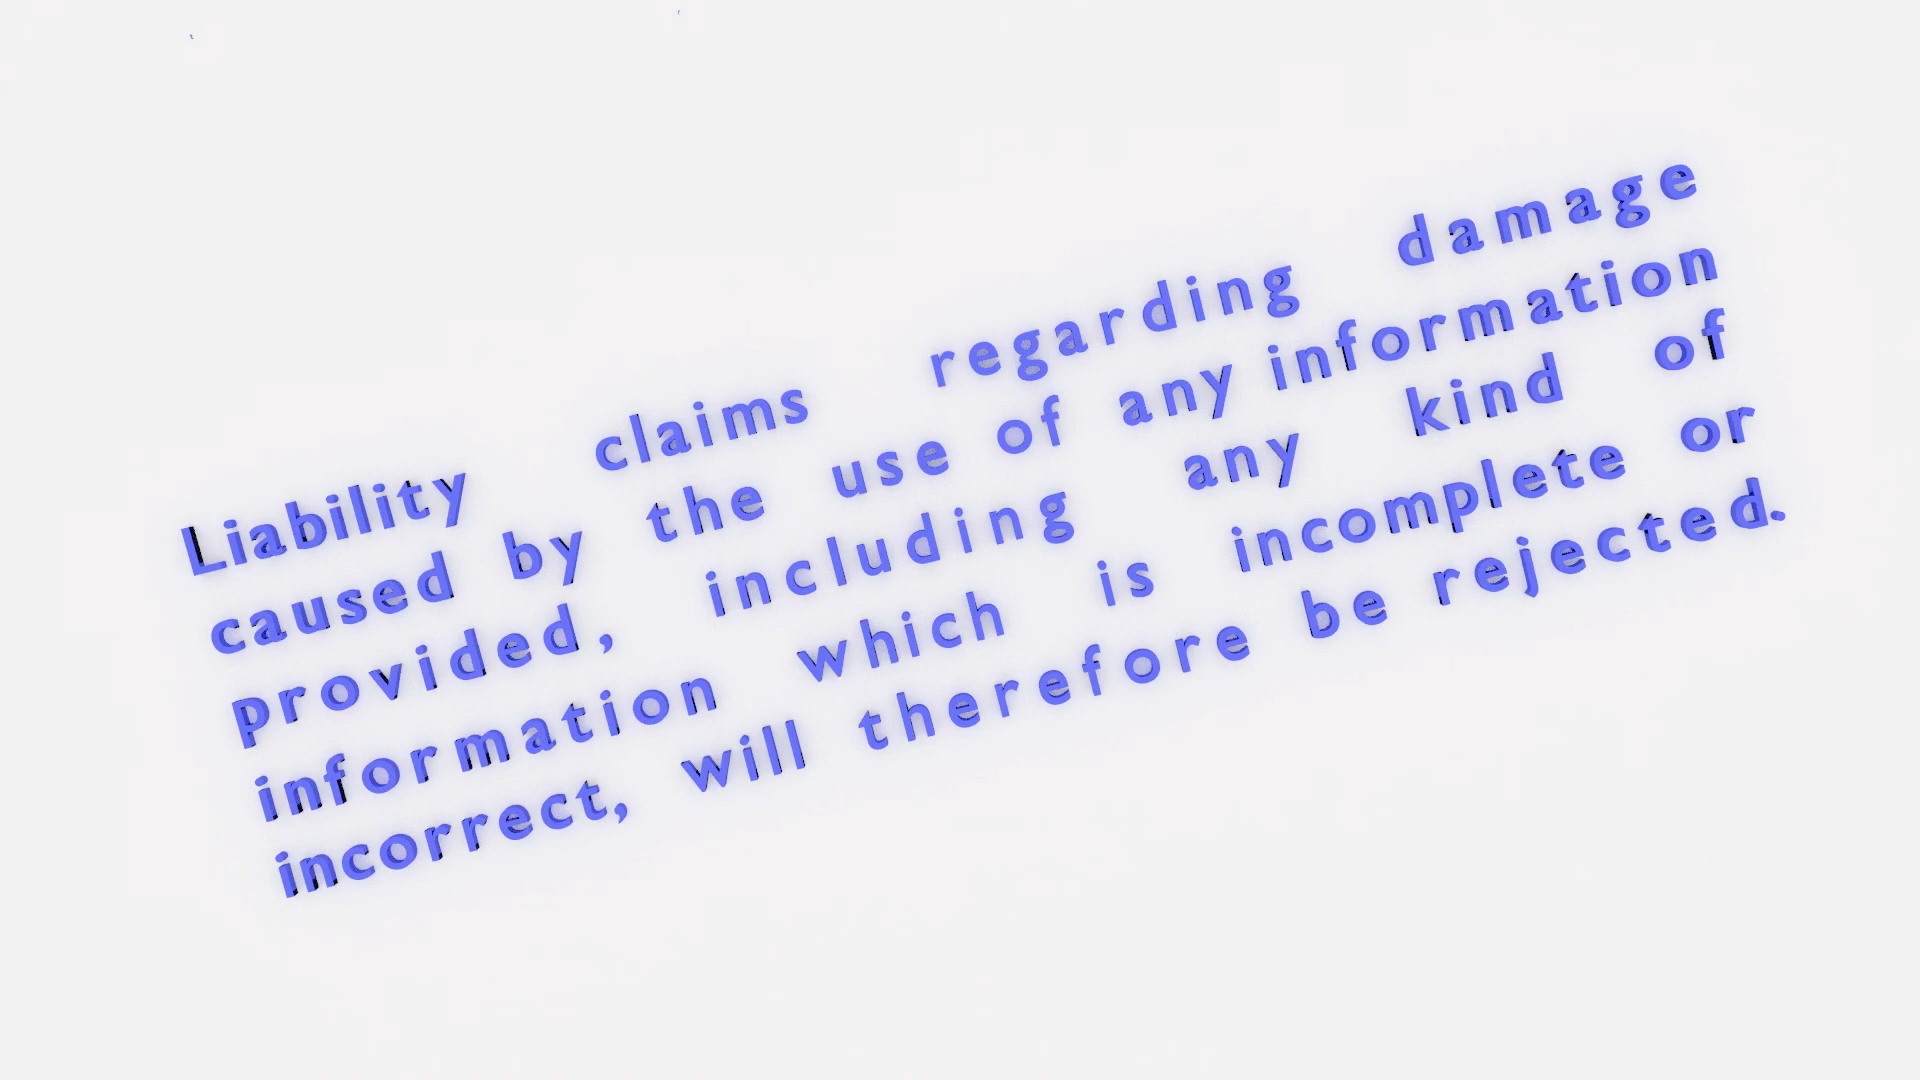 Liability claims regarding damage
caused by the use of any information
provided, including any kind of
information which is incomplete or
incorrect, will therefore be rejected.